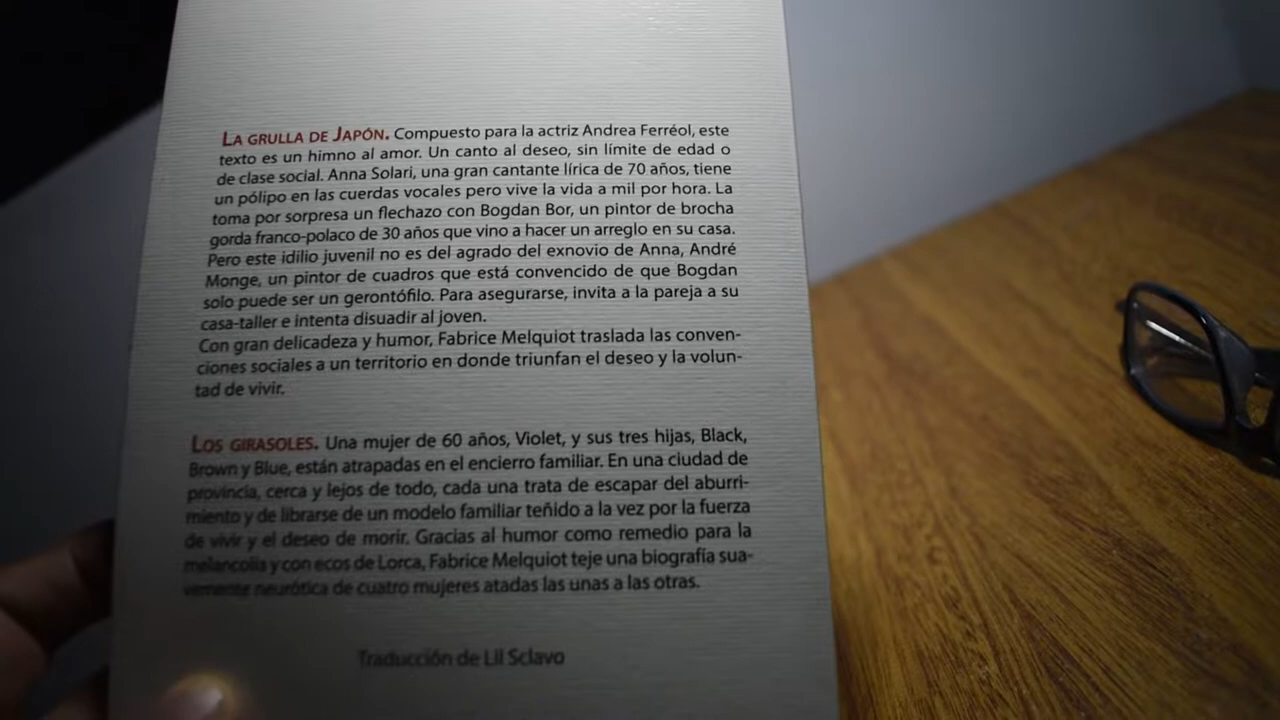 LA GRULLA DE JAPÓN. Compuesto para la actriz Andrea Ferréol, este
texto es un himno al amor. Un canto al deseo, sin límite de edad o
de clase social. Anna Solari, una gran cantante lírica de 70 años, tiene
un pólipo en las cuerdas vocales pero vive la vida a mil por hora. La
toma por sorpresa un flechazo con Bogdan Bor, un pintor de brocha
gorda franco-polaco de 30 años que vino a hacer un arreglo en su casa.
Pero este idilio juvenil no es del agrado del exnovio de Anna, André
Monge, un pintor de cuadros que está convencido de que Bogdan
solo puede ser un gerontófilo. Para asegurarse, invita a la pareja a su
casa-taller e intenta disuadir al joven.
Con gran delicadeza y humor, Fabrice Melquiot traslada las conven-
ciones sociales a un territorio en donde triunfan el deseo y la volun-
tad de vivir.
LOS GIRASOLES. Una mujer de 60 años, Violet, y sus tres hijas, Black,
Brown y Blue, están atrapadas en el encierro familiar. En una ciudad de
provincia, cerca y lejos de todo, cada una trata de escapar del aburri-
miento y de librarse de un modelo familiar teñido a la vez por la fuerza
de vivir y el deseo de morir. Gracias al humor como remedio para la
melancolía y con ecos de Lorca, Fabrice Melquiot teje una biografía sua-
vemente neurótica de cuatro mujeres atadas las unas a las otras.
Traducción de Lil Sclavo